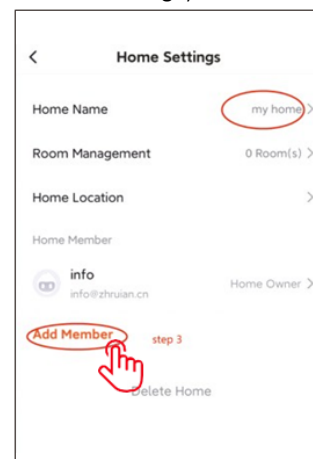 < Home Settings
Home Name my home >
Room Management 0 Room(s) >
Home Location >
Home Member
info
info@zhruian.cn
Home Owner >
Add Member step 3
Delete Home